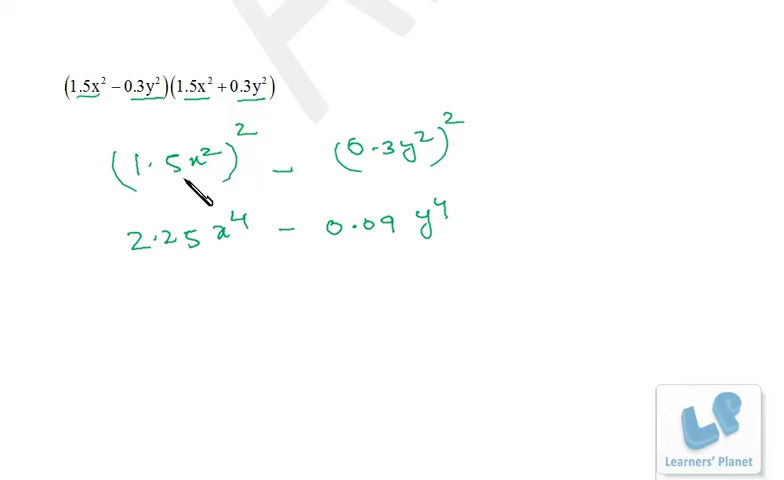 (1.5x² − 0.3y²)(1.5x² + 0.3y²)
(1.5x²)² − (0.3y²)²
2.25x⁴ − 0.09y⁴
LP
Learners' Planet